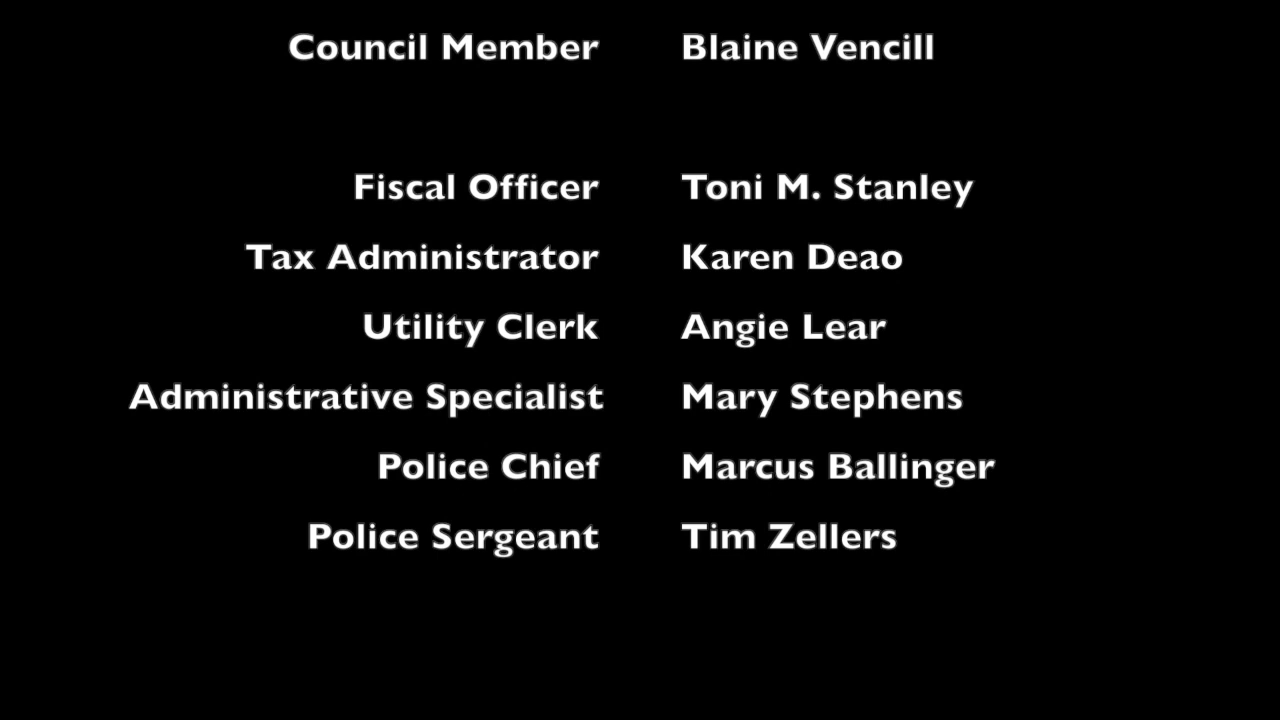 Council Member Blaine Vencill
Fiscal Officer Toni M. Stanley
Tax Administrator Karen Deao
Utility Clerk Angie Lear
Administrative Specialist Mary Stephens
Police Chief Marcus Ballinger
Police Sergeant Tim Zellers